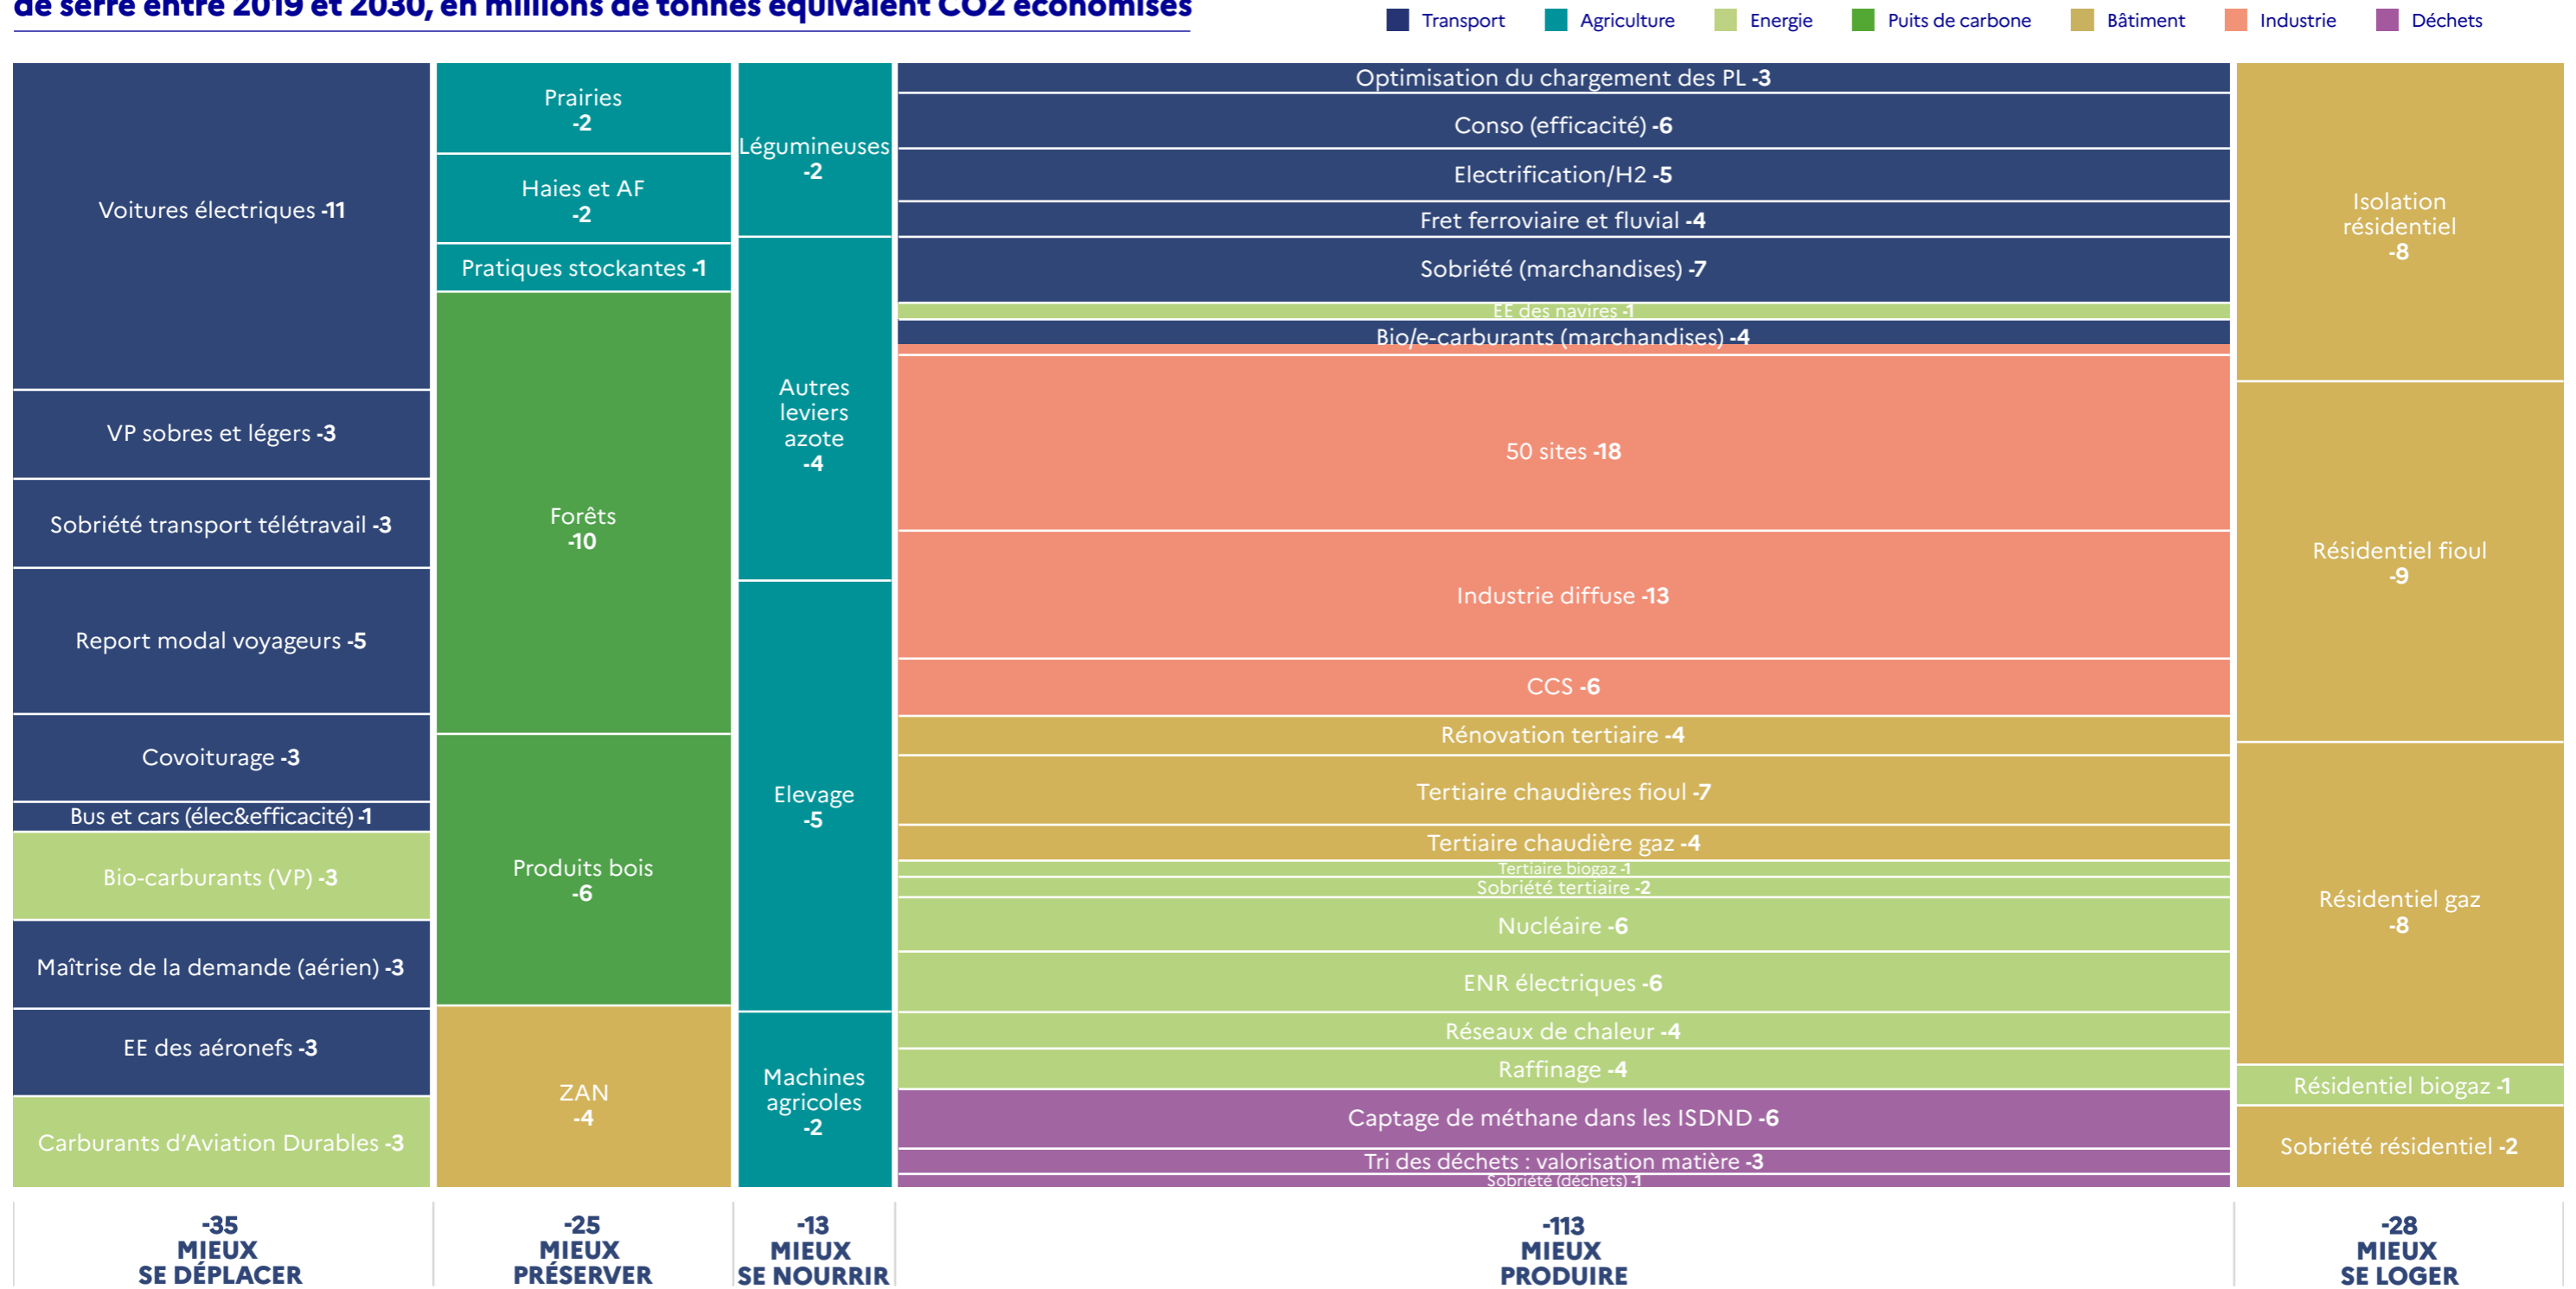 de serre entre 2019 et 2030, en millions de tonnes équivalent CO2 économisés
Transport
Agriculture
Energie
Puits de carbone
Bâtiment
Industrie
Déchets
Voitures électriques -11
VP sobres et légers -3
Sobriété transport télétravail -3
Report modal voyageurs -5
Covoiturage -3
Bus et cars (élec&efficacité) -1
Bio-carburants (VP) -3
Maîtrise de la demande (aérien) -3
EE des aéronefs -3
Carburants d'Aviation Durables -3
-35
MIEUX
SE DÉPLACER
Prairies
-2
Haies et AF
-2
Pratiques stockantes -1
Forêts
-10
Produits bois
-6
ZAN
-4
-25
MIEUX
PRÉSERVER
Légumineuses
-2
Autres
leviers
azote
-4
Elevage
-5
Machines
agricoles
-2
-13
MIEUX
SE NOURRIR
Optimisation du chargement des PL -3
Conso (efficacité) -6
Electrification/H2 -5
Fret ferroviaire et fluvial -4
Sobriété (marchandises) -7
EE des navires -1
Bio/e-carburants (marchandises) -4
50 sites -18
Industrie diffuse -13
CCS -6
Rénovation tertiaire -4
Tertiaire chaudières fioul -7
Tertiaire chaudière gaz -4
Tertiaire biogaz -1
Sobriété tertiaire -2
Nucléaire -6
ENR électriques -6
Réseaux de chaleur -4
Raffinage -4
Captage de méthane dans les ISDND -6
Tri des déchets : valorisation matière -3
Sobriété (déchets) -1
-113
MIEUX
PRODUIRE
Isolation
résidentiel
-8
Résidentiel fioul
-9
Résidentiel gaz
-8
Résidentiel biogaz -1
Sobriété résidentiel -2
-28
MIEUX
SE LOGER